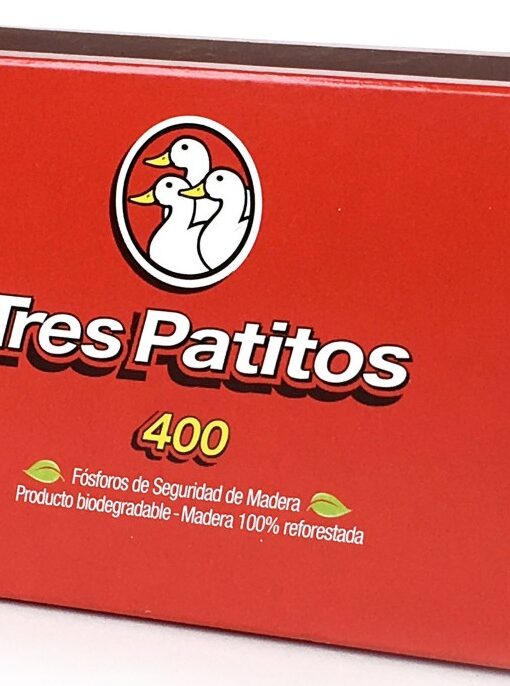 Tres Patitos
400
Fósforos de Seguridad de Madera
Producto biodegradable - Madera 100% reforestada